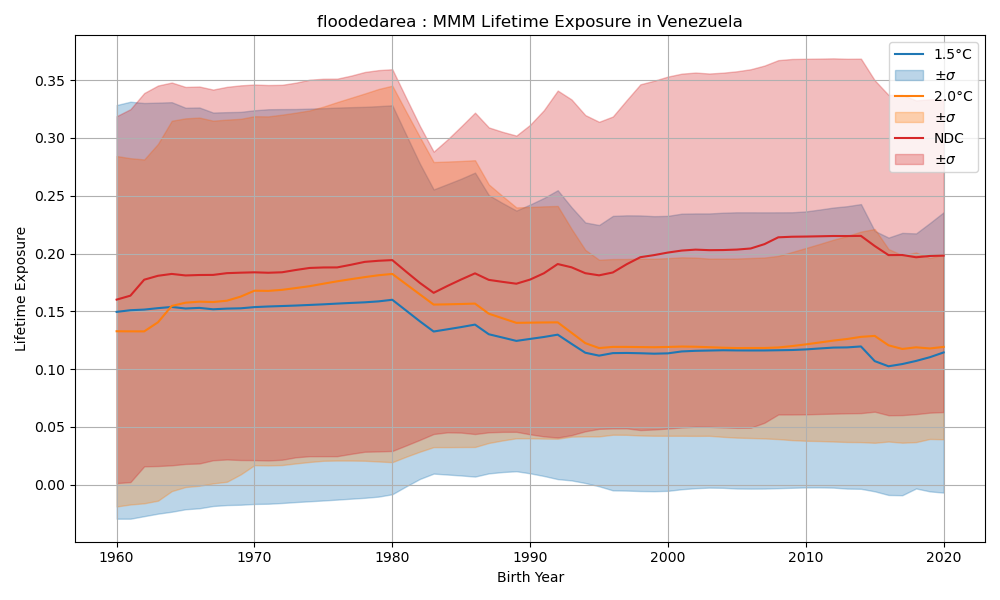 floodedarea : MMM Lifetime Exposure in Venezuela
Lifetime Exposure
0.35
0.30
0.25
0.20
0.15
0.10
0.05
0.00
1.5°C
±σ
2.0°C
±σ
NDC
±σ
1960 1970 1980 1990 2000 2010 2020
Birth Year